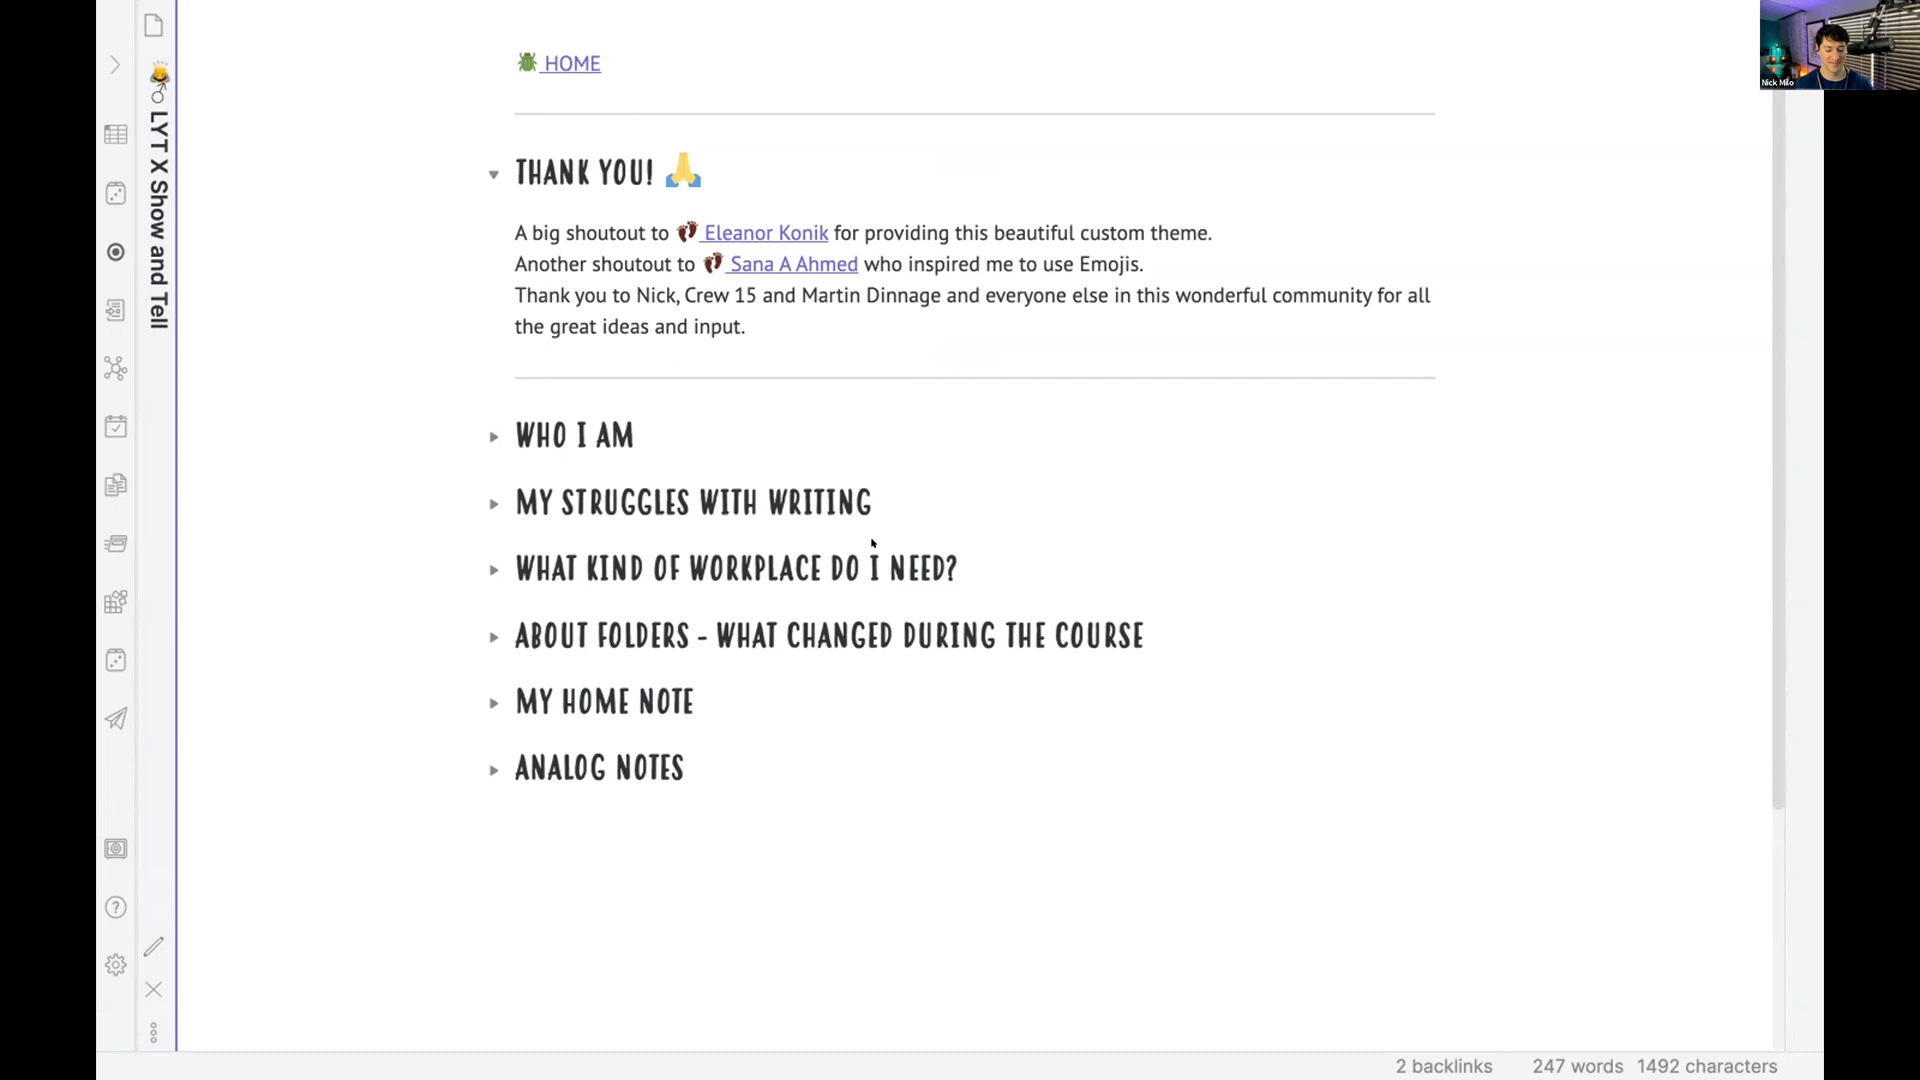 HOME
THANK YOU! 🙏
A big shoutout to 👣 Eleanor Konik for providing this beautiful custom theme.
Another shoutout to 👣 Sana A Ahmed who inspired me to use Emojis.
Thank you to Nick, Crew 15 and Martin Dinnage and everyone else in this wonderful community for all
the great ideas and input.
WHO I AM
MY STRUGGLES WITH WRITING
WHAT KIND OF WORKPLACE DO I NEED?
ABOUT FOLDERS - WHAT CHANGED DURING THE COURSE
MY HOME NOTE
ANALOG NOTES
LYT X Show and Tell
Nick Milo
2 backlinks 247 words 1492 characters